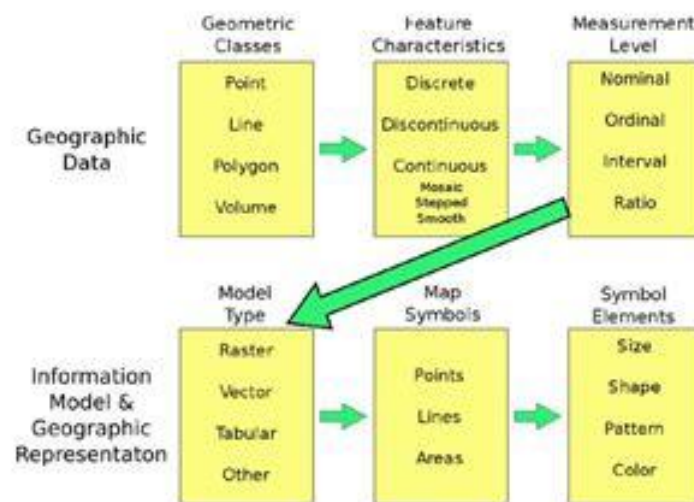 Geometric
Classes
Feature
Characteristics
Measurement
Level
Geographic
Data
Point
Line
Polygon
Volume
Discrete
Discontinuous
Continuous
Mosaic
Stepped
Smooth
Nominal
Ordinal
Interval
Ratio
Model
Type
Map
Symbols
Symbol
Elements
Information
Model &
Geographic
Representaton
Raster
Vector
Tabular
Other
Points
Lines
Areas
Size
Shape
Pattern
Color